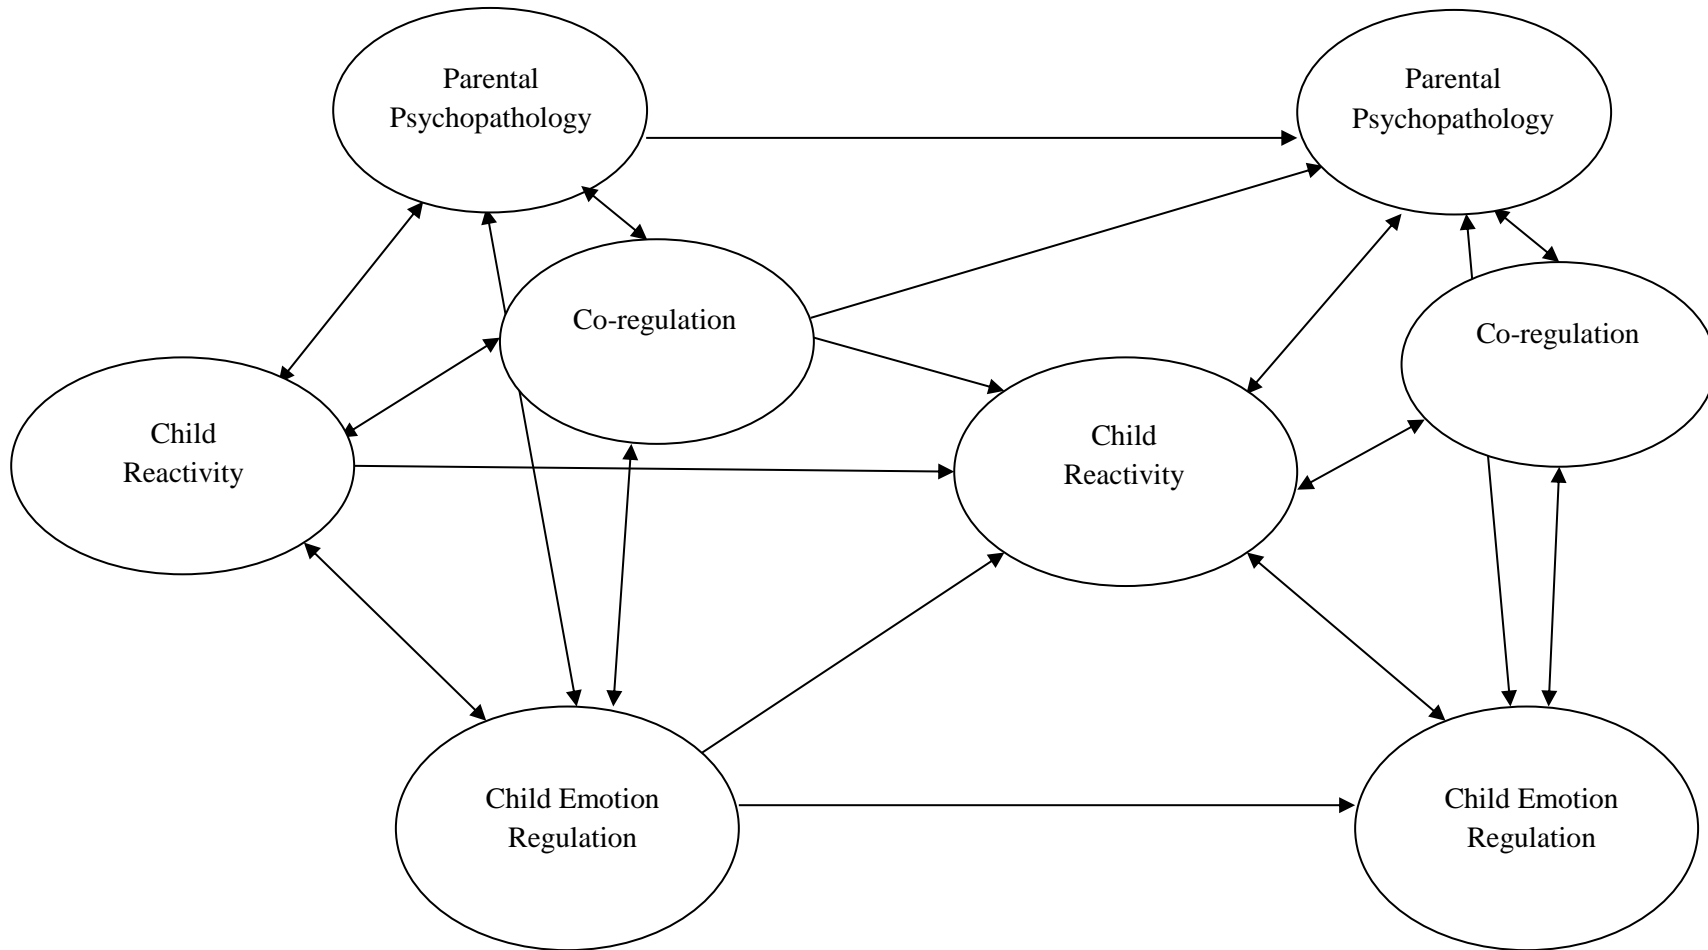 Parental
Psychopathology
Parental
Psychopathology
Co-regulation
Co-regulation
Child
Reactivity
Child
Reactivity
Child Emotion
Regulation
Child Emotion
Regulation